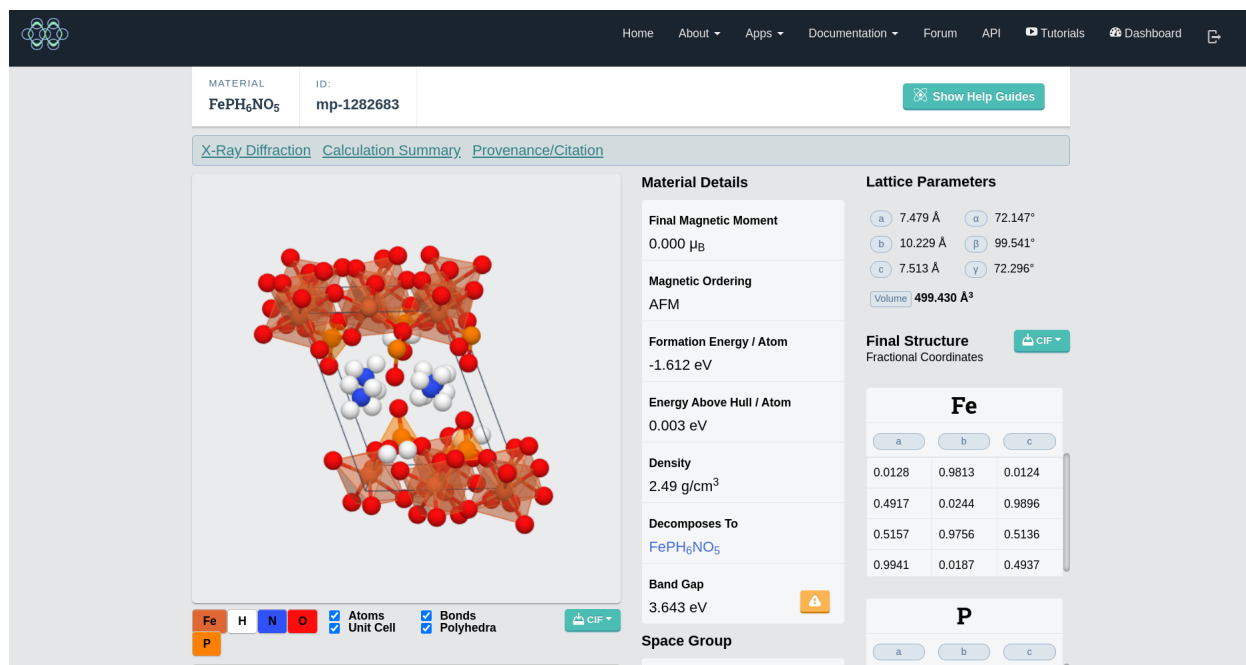 Home About Apps Documentation Forum API Tutorials Dashboard
MATERIAL
FePH₆NO₅
ID:
mp-1282683
Show Help Guides
X-Ray Diffraction Calculation Summary Provenance/Citation
Material Details
Final Magnetic Moment
0.000 μB
Magnetic Ordering
AFM
Formation Energy / Atom
-1.612 eV
Energy Above Hull / Atom
0.003 eV
Density
2.49 g/cm³
Decomposes To
FePH₆NO₅
Band Gap
3.643 eV
Space Group
Lattice Parameters
a 7.479 Å α 72.147°
b 10.229 Å β 99.541°
c 7.513 Å γ 72.296°
Volume 499.430 Å³
Final Structure
Fractional Coordinates
CIF
Fe
a b c
0.0128 0.9813 0.0124
0.4917 0.0244 0.9896
0.5157 0.9756 0.5136
0.9941 0.0187 0.4937
P
a b c
Fe H N O
P
Atoms Bonds
Unit Cell Polyhedra
CIF